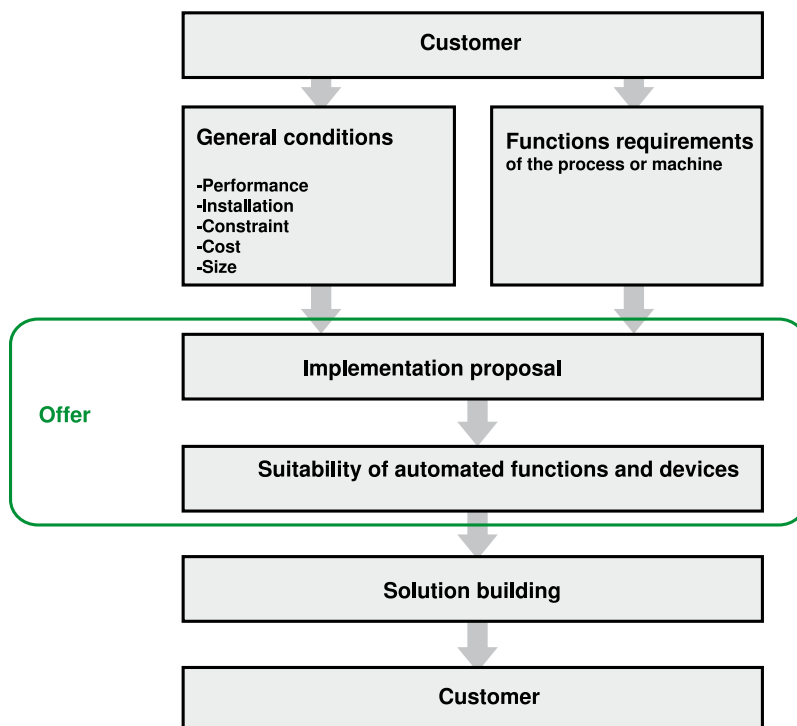 Customer
General conditions
-Performance
-Installation
-Constraint
-Cost
-Size
Functions requirements
of the process or machine
Implementation proposal
Offer
Suitability of automated functions and devices
Solution building
Customer